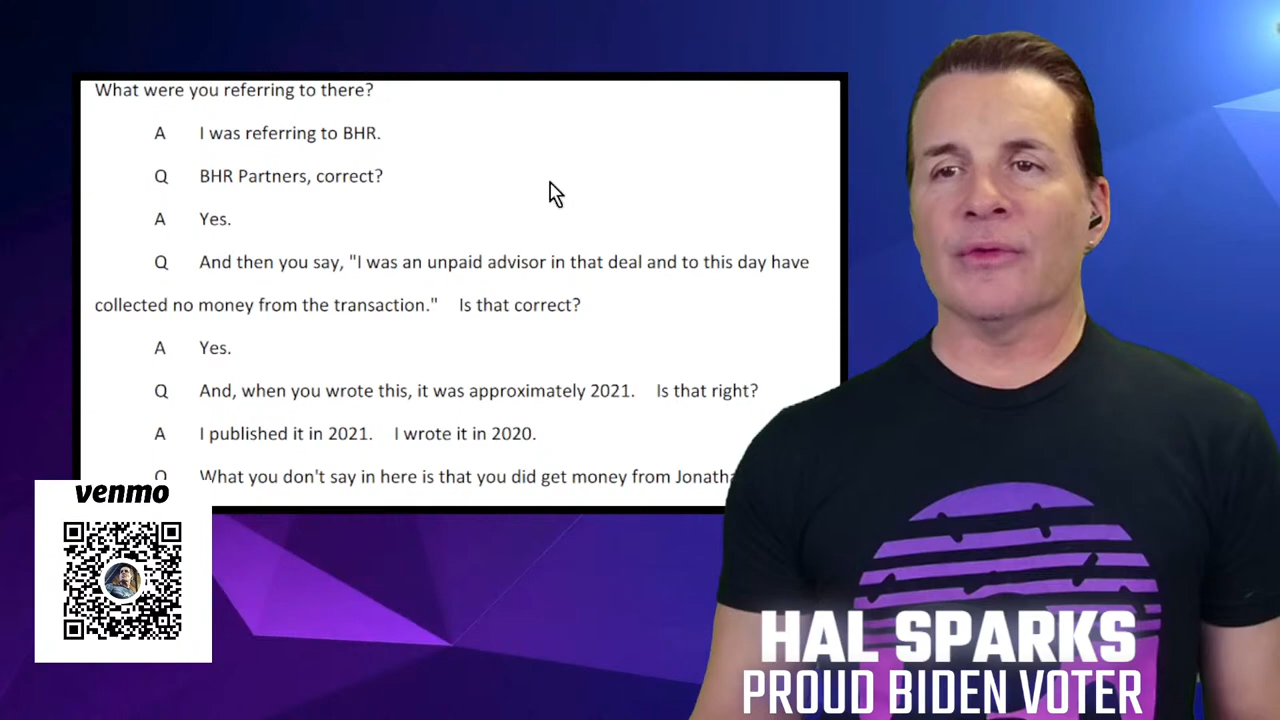 What were you referring to there?
A I was referring to BHR.
Q BHR Partners, correct?
A Yes.
Q And then you say, "I was an unpaid advisor in that deal and to this day have
collected no money from the transaction." Is that correct?
A Yes.
Q And, when you wrote this, it was approximately 2021. Is that right?
A I published it in 2021. I wrote it in 2020.
Q What you don't say in here is that you did get money from
venmo
HAL SPARKS
PROUD BIDEN VOTER